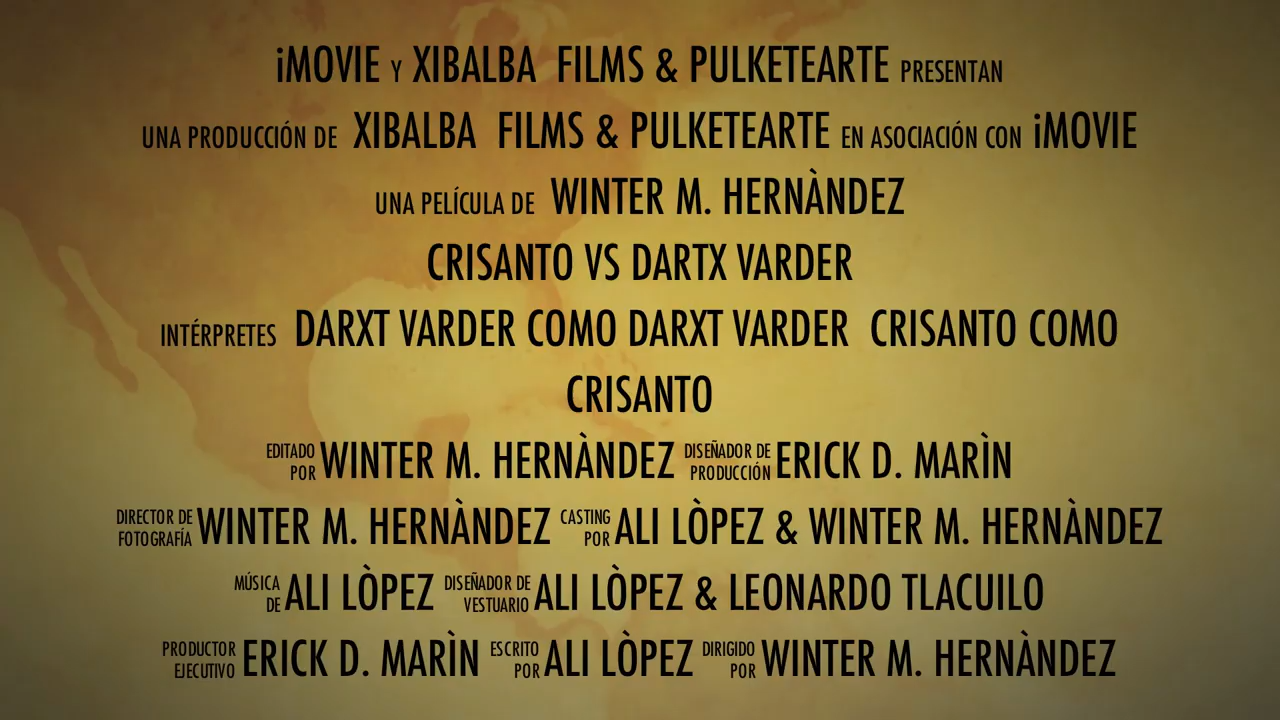 iMOVIE Y XIBALBA FILMS & PULKETEARTE PRESENTAN
UNA PRODUCCIÓN DE XIBALBA FILMS & PULKETEARTE EN ASOCIACIÓN CON iMOVIE
UNA PELÍCULA DE WINTER M. HERNÀNDEZ
CRISANTO VS DARTX VARDER
INTÉRPRETES DARXT VARDER COMO DARXT VARDER CRISANTO COMO
CRISANTO
EDITADO POR WINTER M. HERNÀNDEZ DISEÑADOR DE PRODUCCIÓN ERICK D. MARÌN
DIRECTOR DE FOTOGRAFÍA WINTER M. HERNÀNDEZ CASTING POR ALI LÒPEZ & WINTER M. HERNÀNDEZ
MÚSICA DE ALI LÒPEZ DISEÑADOR DE VESTUARIO ALI LÒPEZ & LEONARDO TLACUILO
PRODUCTOR EJECUTIVO ERICK D. MARÌN ESCRITO POR ALI LÒPEZ DIRIGIDO POR WINTER M. HERNÀNDEZ